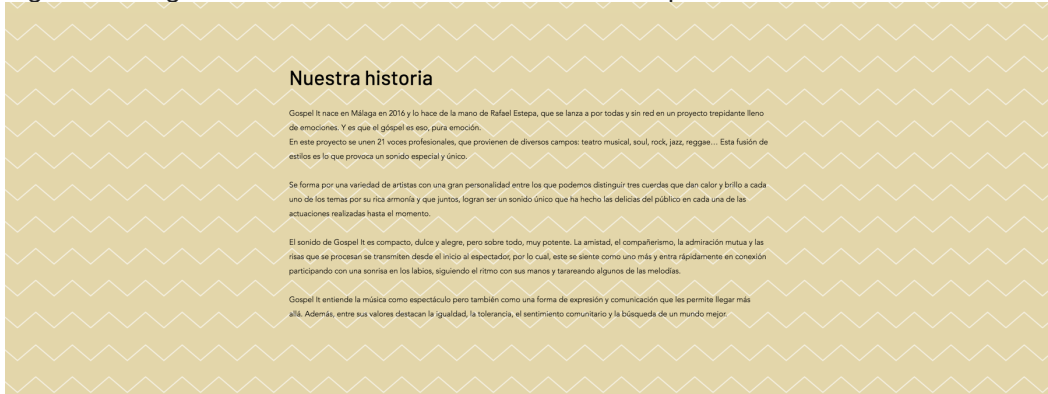 Nuestra historia
Gospel It nace en Málaga en 2016 y lo hace de la mano de Rafael Estepa, que se lanza a por todas y sin red en un proyecto trepidante lleno
de emociones. Y es que el góspel es eso, pura emoción.
En este proyecto se unen 21 voces profesionales, que provienen de diversos campos: teatro musical, soul, rock, jazz, reggae… Esta fusión de
estilos es lo que provoca un sonido especial y único.
Se forma por una variedad de artistas con una gran personalidad entre los que podemos distinguir tres cuerdas que dan calor y brillo a cada
uno de los temas por su rica armonía y que juntos, logran ser un sonido único que ha hecho las delicias del público en cada una de las
actuaciones realizadas hasta el momento.
El sonido de Gospel It es compacto, dulce y alegre, pero sobre todo, muy potente. La amistad, el compañerismo, la admiración mutua y las
risas que se procesan se transmiten desde el inicio al espectador, por lo cual, este se siente como uno más y entra rápidamente en conexión
participando con una sonrisa en los labios, siguiendo el ritmo con sus manos y tarareando algunos de las melodías.
Gospel It entiende la música como espectáculo pero también como una forma de expresión y comunicación que les permite llegar más
allá. Además, entre sus valores destacan la igualdad, la tolerancia, el sentimiento comunitario y la búsqueda de un mundo mejor.